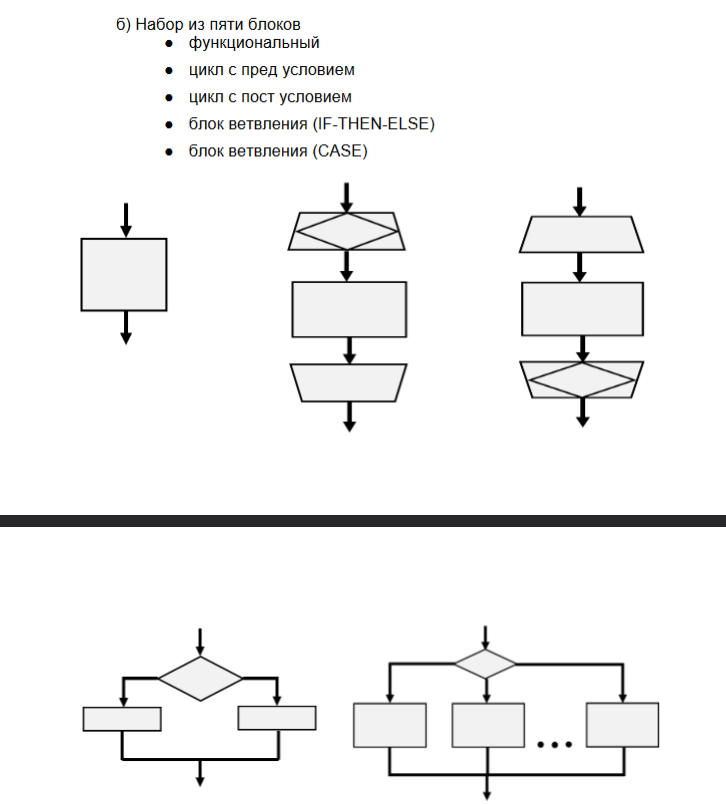 б) Набор из пяти блоков
● функциональный
● цикл с пред условием
● цикл с пост условием
● блок ветвления (IF-THEN-ELSE)
● блок ветвления (CASE)